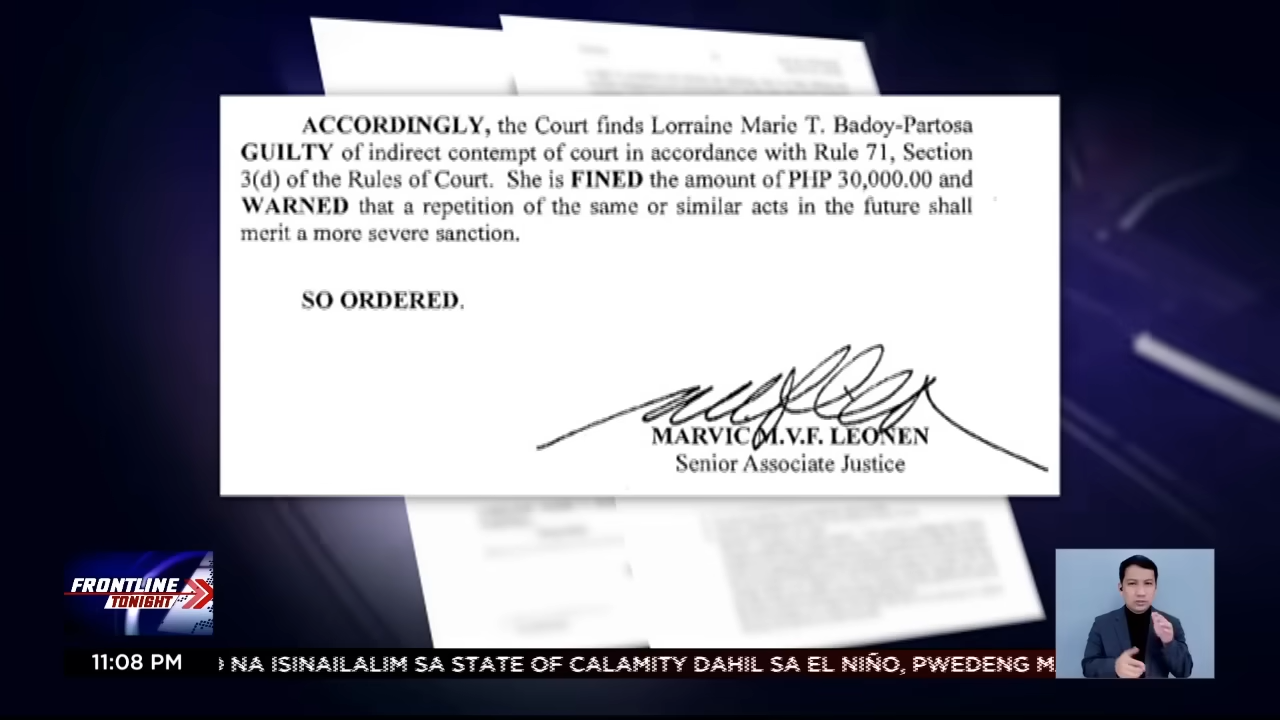 ACCORDINGLY, the Court finds Lorraine Marie T. Badoy-Partosa
GUILTY of indirect contempt of court in accordance with Rule 71, Section
3(d) of the Rules of Court. She is FINED the amount of PHP 30,000.00 and
WARNED that a repetition of the same or similar acts in the future shall
merit a more severe sanction.
SO ORDERED.
MARVIC M.V.F. LEONEN
Senior Associate Justice
FRONTLINE
TONIGHT
11:08 PM
NA ISINAILALIM SA STATE OF CALAMITY DAHIL SA EL NIÑO, PWEDENG